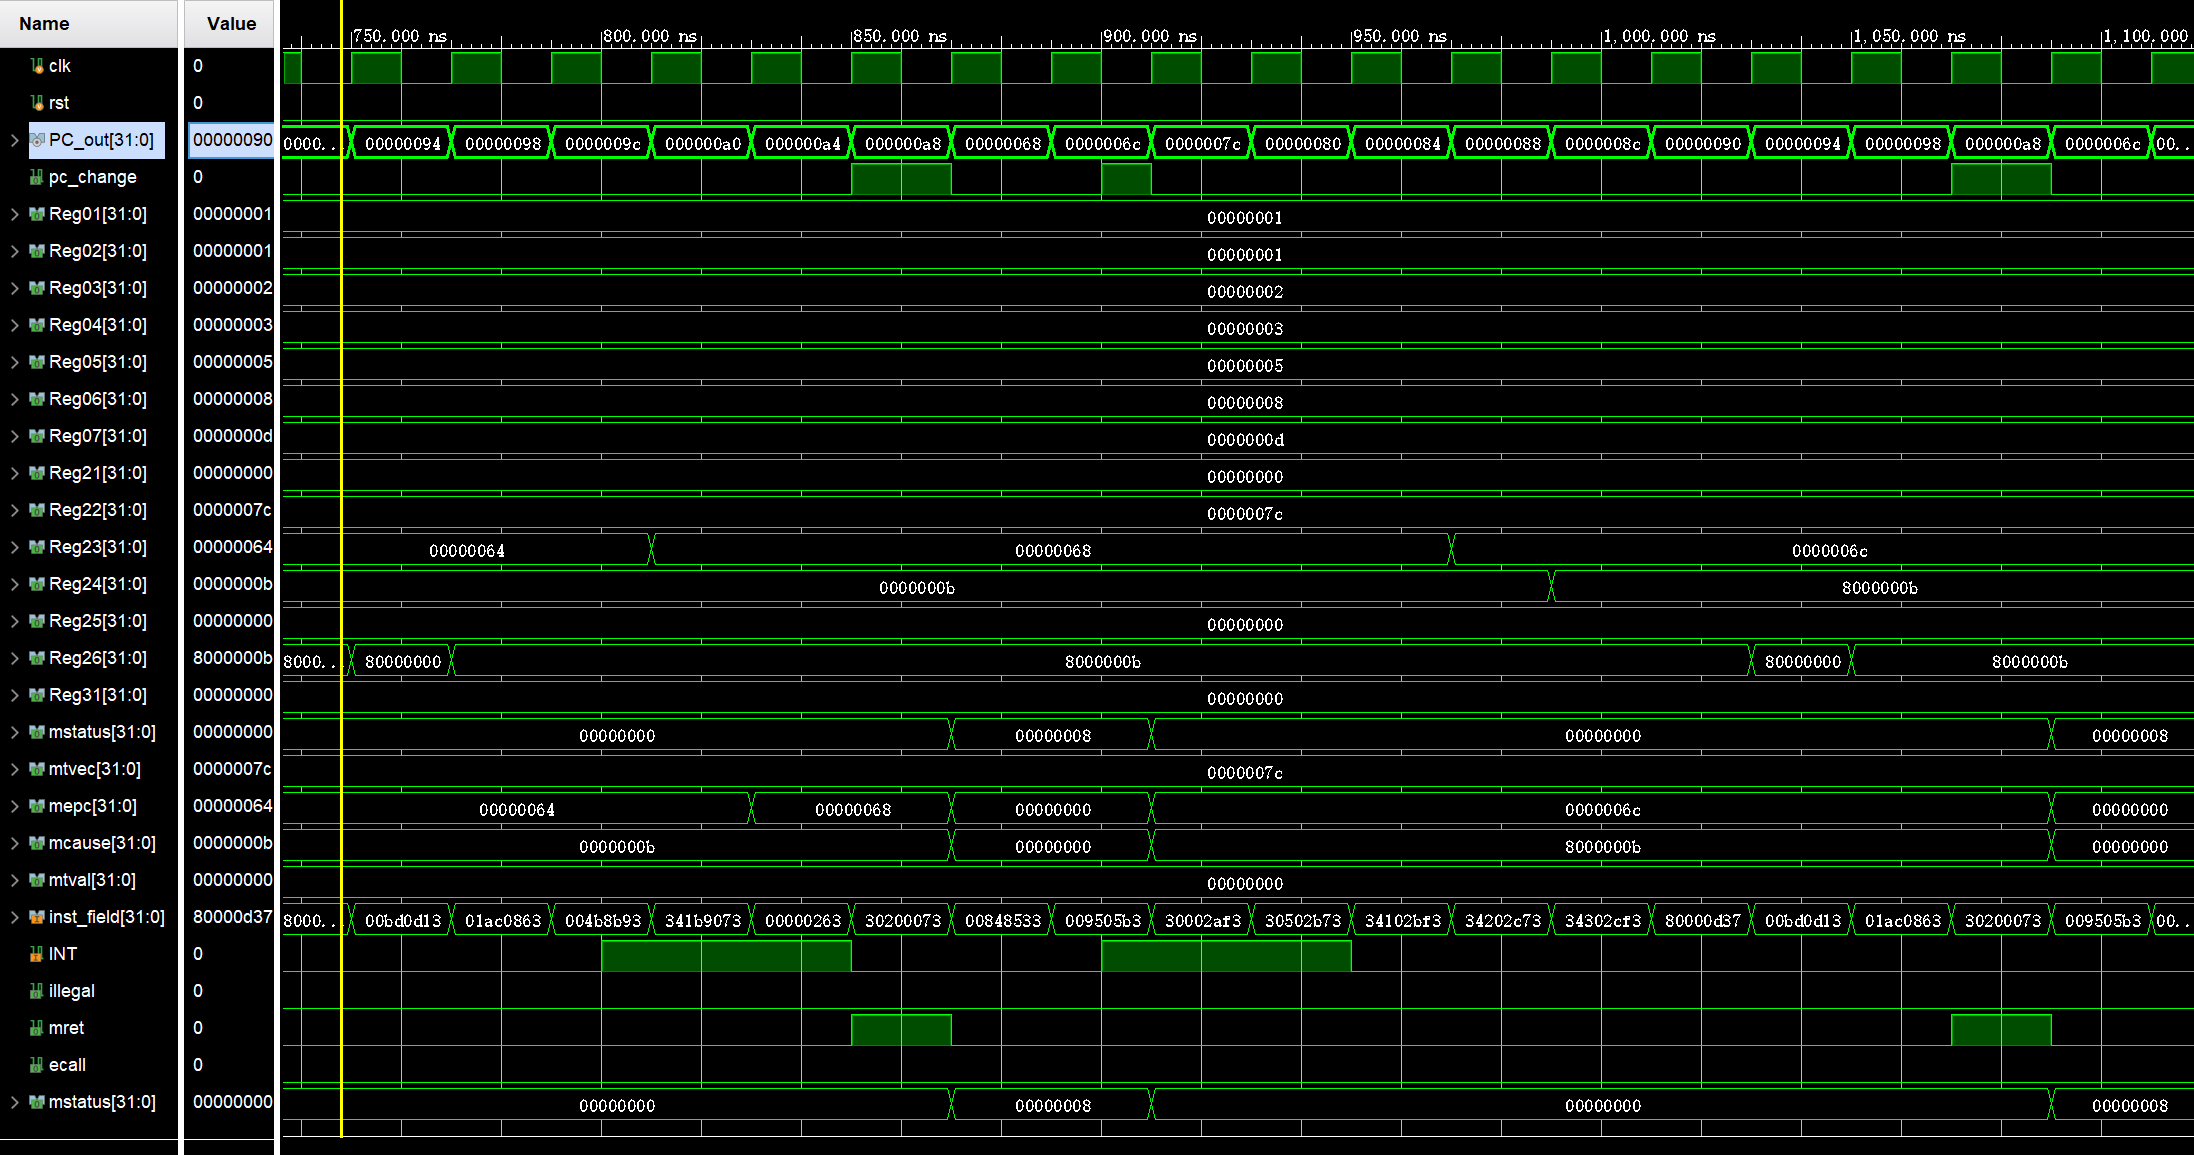 Name Value
750.000 ns 800.000 ns 850.000 ns 900.000 ns 950.000 ns 1,000.000 ns 1,050.000 ns 1,100.000
clk 0
rst 0
PC_out[31:0] 00000090 0000... 00000094 00000098 0000009c 000000a0 000000a4 000000a8 00000068 0000006c 0000007c 00000080 00000084 00000088 0000008c 00000090 00000094 00000098 000000a8 0000006c 00...
pc_change 0
Reg01[31:0] 00000001 00000001
Reg02[31:0] 00000001 00000001
Reg03[31:0] 00000002 00000002
Reg04[31:0] 00000003 00000003
Reg05[31:0] 00000005 00000005
Reg06[31:0] 00000008 00000008
Reg07[31:0] 0000000d 0000000d
Reg21[31:0] 00000000 00000000
Reg22[31:0] 0000007c 0000007c
Reg23[31:0] 00000064 00000064 00000068 0000006c
Reg24[31:0] 0000000b 0000000b 8000000b
Reg25[31:0] 00000000 00000000
Reg26[31:0] 8000000b 8000... 80000000 8000000b 80000000 8000000b
Reg31[31:0] 00000000 00000000
mstatus[31:0] 00000000 00000000 00000008 00000000 00000008
mtvec[31:0] 0000007c 0000007c
mepc[31:0] 00000064 00000064 00000068 00000000 0000006c 00000000
mcause[31:0] 0000000b 0000000b 00000000 8000000b 00000000
mtval[31:0] 00000000 00000000
inst_field[31:0] 80000d37 8000... 00bd0d13 01ac0863 004b8b93 341b9073 00000263 30200073 00848533 009505b3 30002af3 30502b73 34102bf3 34202c73 34302cf3 80000d37 00bd0d13 01ac0863 30200073 009505b3 00...
INT 0
illegal 0
mret 0
ecall 0
mstatus[31:0] 00000000 00000000 00000008 00000000 00000008